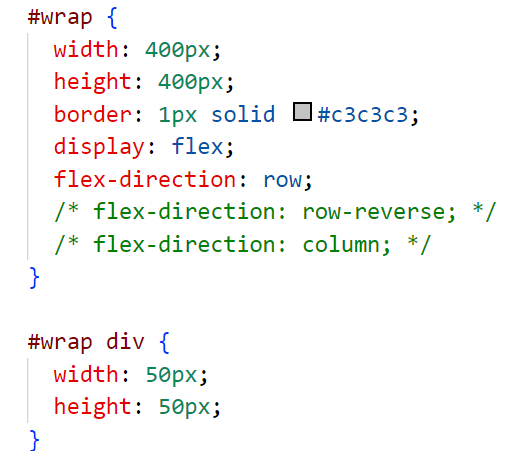 #wrap {
width: 400px;
height: 400px;
border: 1px solid #c3c3c3;
display: flex;
flex-direction: row;
/* flex-direction: row-reverse; */
/* flex-direction: column; */
}
#wrap div {
width: 50px;
height: 50px;
}